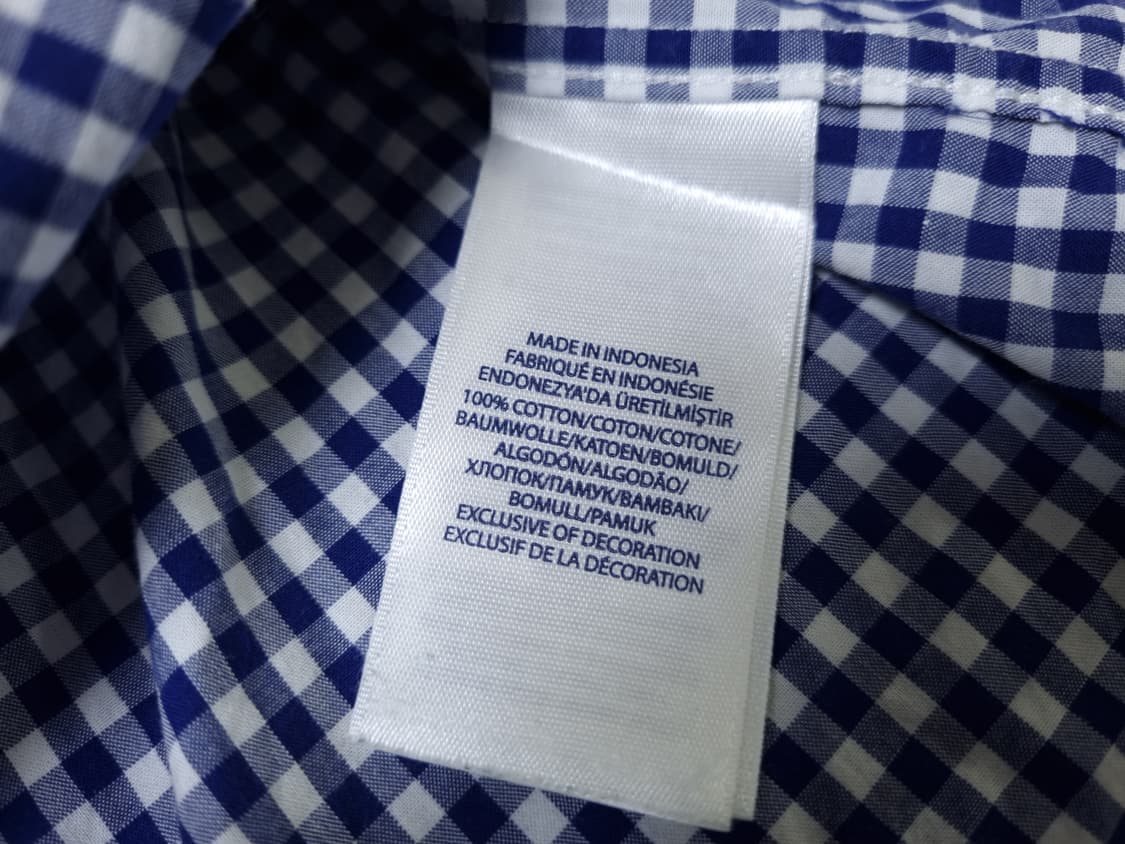 MADE IN INDONESIA
FABRIQUÉ EN INDONÉSIE
ENDONEZYA'DA ÜRETİLMİŞTİR
100% COTTON/COTON/COTONE/
BAUMWOLLE/KATOEN/BOMULD/
ALGODÓN/ALGODÃO/
ХЛОПОК/ПАМУК/ΒΑΜΒΑΚΙ/
BOMULL/PAMUK
EXCLUSIVE OF DECORATION
EXCLUSIF DE LA DÉCORATION